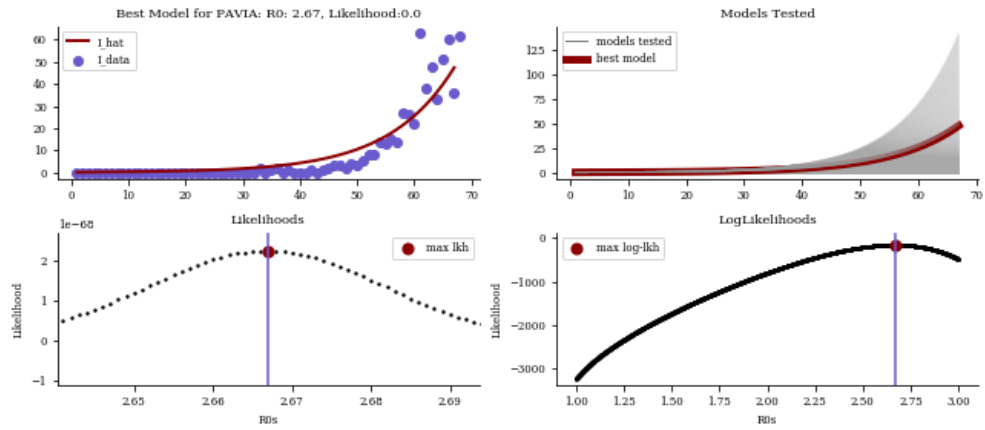 Best Model for PAVIA: R0: 2.67, Likelihood:0.0
I_hat
I_data
60
50
40
30
20
10
0
0 10 20 30 40 50 60 70
Models Tested
models tested
best model
125
100
75
50
25
0
0 10 20 30 40 50 60 70
Likelihoods
1e−68
max lkh
Likelihood
2
1
0
−1
2.65 2.66 2.67 2.68 2.69
R0s
LogLikelihoods
max log-lkh
Likelihood
0
−1000
−2000
−3000
1.00 1.25 1.50 1.75 2.00 2.25 2.50 2.75 3.00
R0s